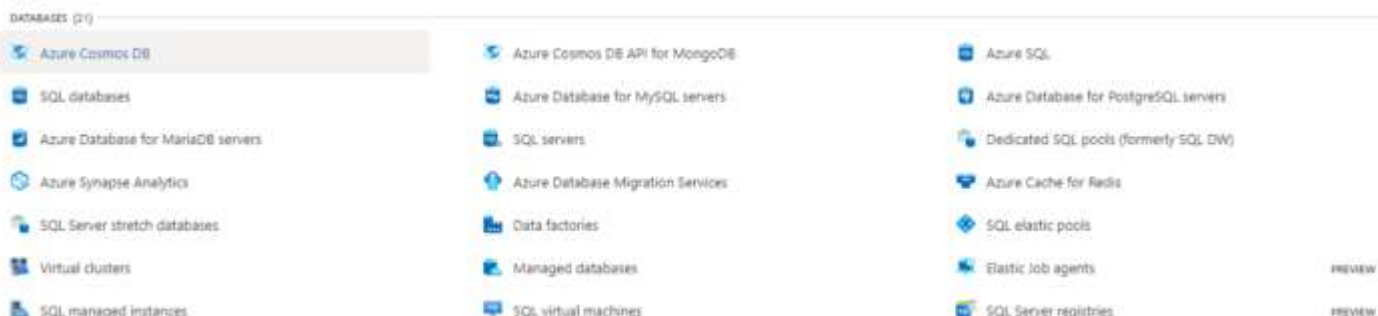 DATABASES (21)
Azure Cosmos DB
Azure Cosmos DB API for MongoDB
Azure SQL
SQL databases
Azure Database for MySQL servers
Azure Database for PostgreSQL servers
Azure Database for MariaDB servers
SQL servers
Dedicated SQL pools (formerly SQL DW)
Azure Synapse Analytics
Azure Database Migration Services
Azure Cache for Redis
SQL Server stretch databases
Data factories
SQL elastic pools
Virtual clusters
Managed databases
Elastic Job agents PREVIEW
SQL managed instances
SQL virtual machines
SQL Server registries PREVIEW